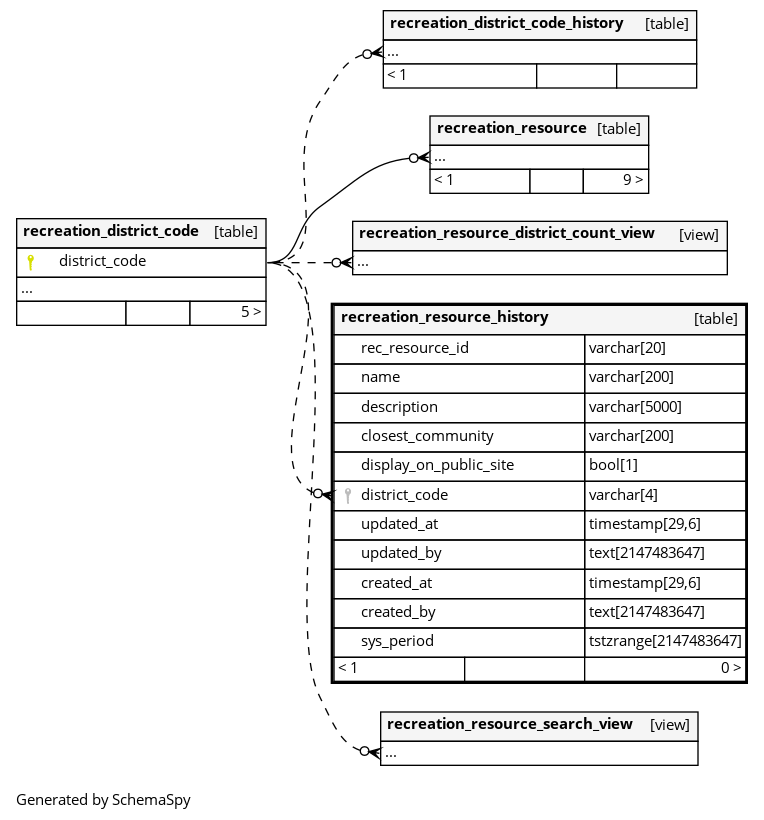 recreation_district_code_history [table]
...
< 1
recreation_resource [table]
...
< 1 9 >
recreation_district_code [table]
district_code
...
5 >
recreation_resource_district_count_view [view]
...
recreation_resource_history [table]
rec_resource_id varchar[20]
name varchar[200]
description varchar[5000]
closest_community varchar[200]
display_on_public_site bool[1]
district_code varchar[4]
updated_at timestamp[29,6]
updated_by text[2147483647]
created_at timestamp[29,6]
created_by text[2147483647]
sys_period tstzrange[2147483647]
< 1 0 >
recreation_resource_search_view [view]
...
Generated by SchemaSpy